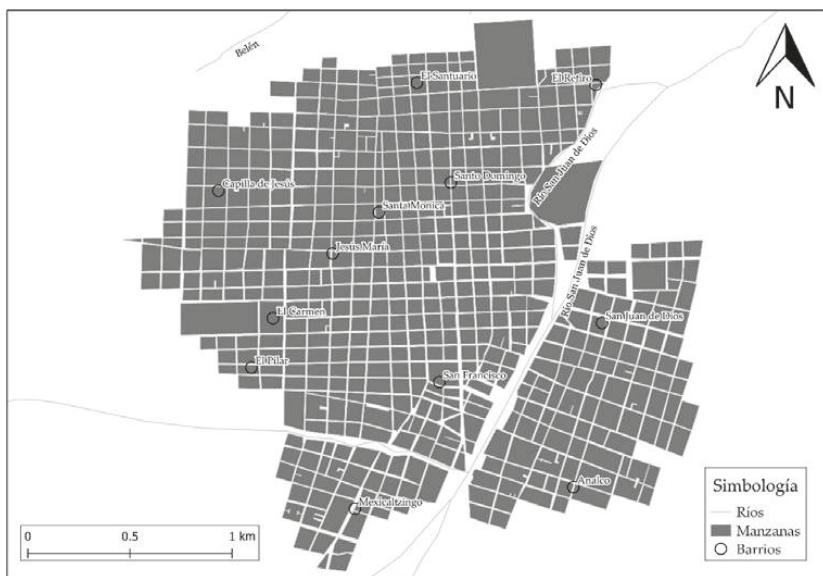 Belén
El Santuario
El Retiro
N
Río San Juan de Dios
Capilla de Jesús
Santo Domingo
Santa Monica
Jesús María
Río San Juan de Dios
El Carmen
San Juan de Dios
El Pilar
San Francisco
Analco
Mexicaltzingo
Simbología
Ríos
Manzanas
Barrios
0 0.5 1 km